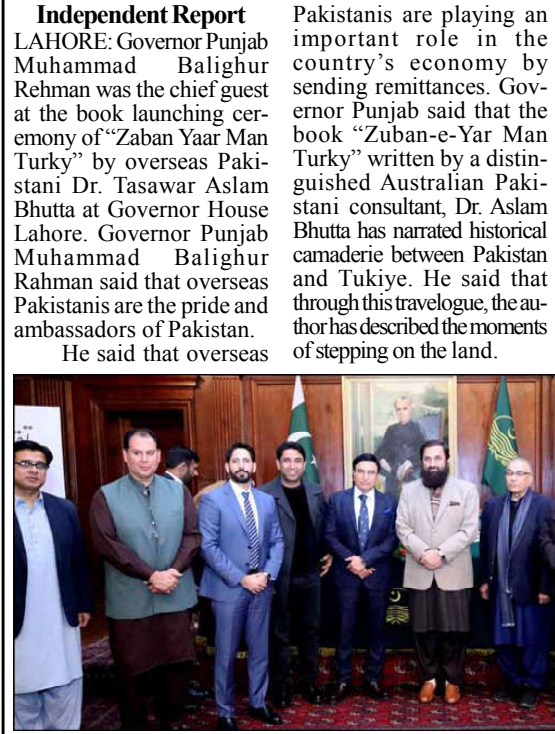 Independent Report
LAHORE: Governor Punjab
Muhammad Balighur
Rehman was the chief guest
at the book launching cer-
emony of “Zaban Yaar Man
Turky” by overseas Paki-
stani Dr. Tasawar Aslam
Bhutta at Governor House
Lahore. Governor Punjab
Muhammad Balighur
Rahman said that overseas
Pakistanis are the pride and
ambassadors of Pakistan.
He said that overseas
Pakistanis are playing an
important role in the
country’s economy by
sending remittances. Gov-
ernor Punjab said that the
book “Zuban-e-Yar Man
Turky” written by a distin-
guished Australian Paki-
stani consultant, Dr. Aslam
Bhutta has narrated historical
camaderie between Pakistan
and Tukiye. He said that
through this travelogue, the au-
thor has described the moments
of stepping on the land.